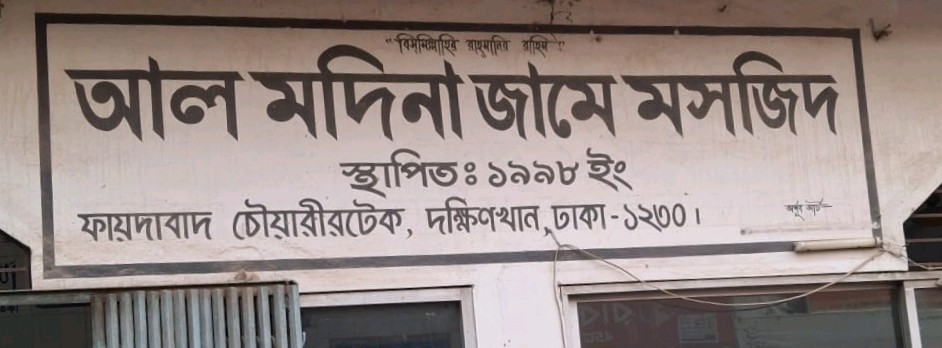 "বিসমিল্লাহির রাহমানির রাহিম"
আল মদিনা জামে মসজিদ
স্থাপিতঃ ১৯৯৮ ইং
ফায়দাবাদ চৌয়ারীরটেক, দক্ষিণখান, ঢাকা-১২৩০।